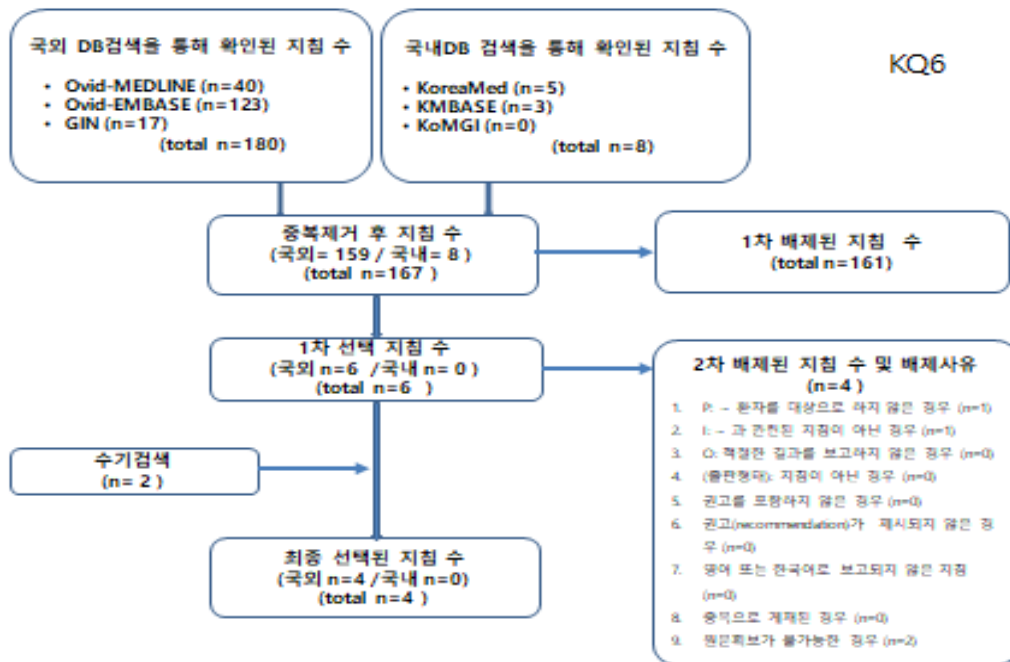 국외 DB검색을 통해 확인된 지침 수
• Ovid-MEDLINE (n=40)
• Ovid-EMBASE (n=123)
• GIN (n=17)
(total n=180)
국내DB 검색을 통해 확인된 지침 수
• KoreaMed (n=5)
• KMBASE (n=3)
• KoMGI (n=0)
(total n=8)
KQ6
중복제거 후 지침 수
(국외= 159 / 국내= 8 )
(total n=167 )
1차 배제된 지침 수
(total n=161)
1차 선택 지침 수
(국외 n=6 /국내 n= 0 )
(total n=6 )
2차 배제된 지침 수 및 배제사유
(n=4 )
1. P: – 환자를 대상으로 하지 않은 경우 (n=1)
2. I: – 과 관련된 지침이 아닌 경우 (n=1)
3. O: 적절한 결과를 보고하지 않은 경우 (n=0)
4. (출판형태): 지침이 아닌 경우 (n=0)
5. 권고를 포함하지 않은 경우 (n=0)
6. 권고(recommendation)가 제시되지 않은 경
우 (n=0)
7. 영어 또는 한국어로 보고되지 않은 지침
(n=0)
8. 중복으로 게재된 경우 (n=0)
9. 원문확보가 불가능한 경우 (n=2)
수기검색
(n= 2 )
최종 선택된 지침 수
(국외 n=4 /국내 n=0)
(total n=4 )